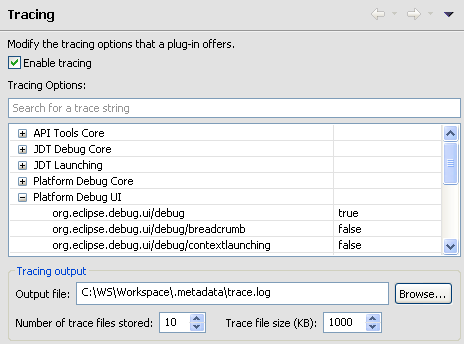 Tracing
Modify the tracing options that a plug-in offers.
Enable tracing
Tracing Options:
Search for a trace string
API Tools Core
JDT Debug Core
JDT Launching
Platform Debug Core
Platform Debug UI
org.eclipse.debug.ui/debug true
org.eclipse.debug.ui/debug/breadcrumb false
org.eclipse.debug.ui/debug/contextlaunching false
Tracing output
Output file: C:\WS\Workspace\.metadata\trace.log Browse...
Number of trace files stored: 10 Trace file size (KB): 1000